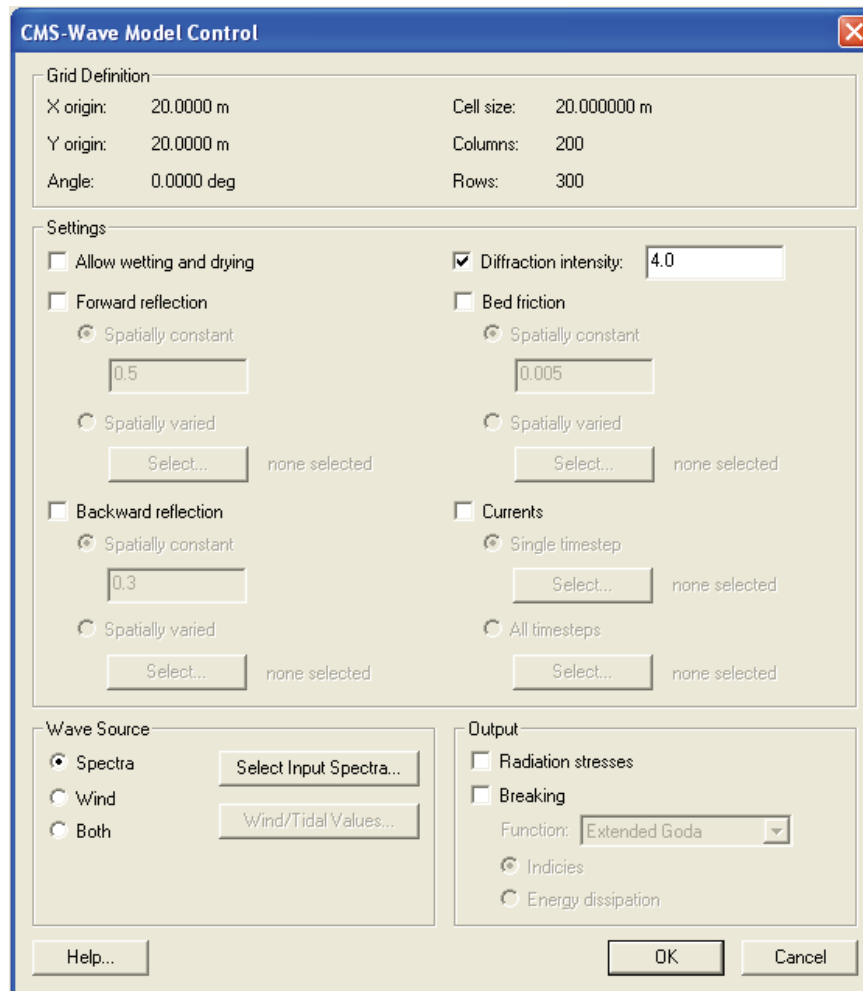 CMS-Wave Model Control
Grid Definition
X origin: 20.0000 m Cell size: 20.000000 m
Y origin: 20.0000 m Columns: 200
Angle: 0.0000 deg Rows: 300
Settings
Allow wetting and drying Diffraction intensity: 4.0
Forward reflection Bed friction
Spatially constant Spatially constant
0.5 0.005
Spatially varied Spatially varied
Select... none selected Select... none selected
Backward reflection Currents
Spatially constant Single timestep
0.3 Select... none selected
Spatially varied All timesteps
Select... none selected Select... none selected
Wave Source Output
Spectra Select Input Spectra... Radiation stresses
Wind Breaking
Both Wind/Tidal Values... Function: Extended Goda
Indicies
Energy dissipation
Help... OK Cancel